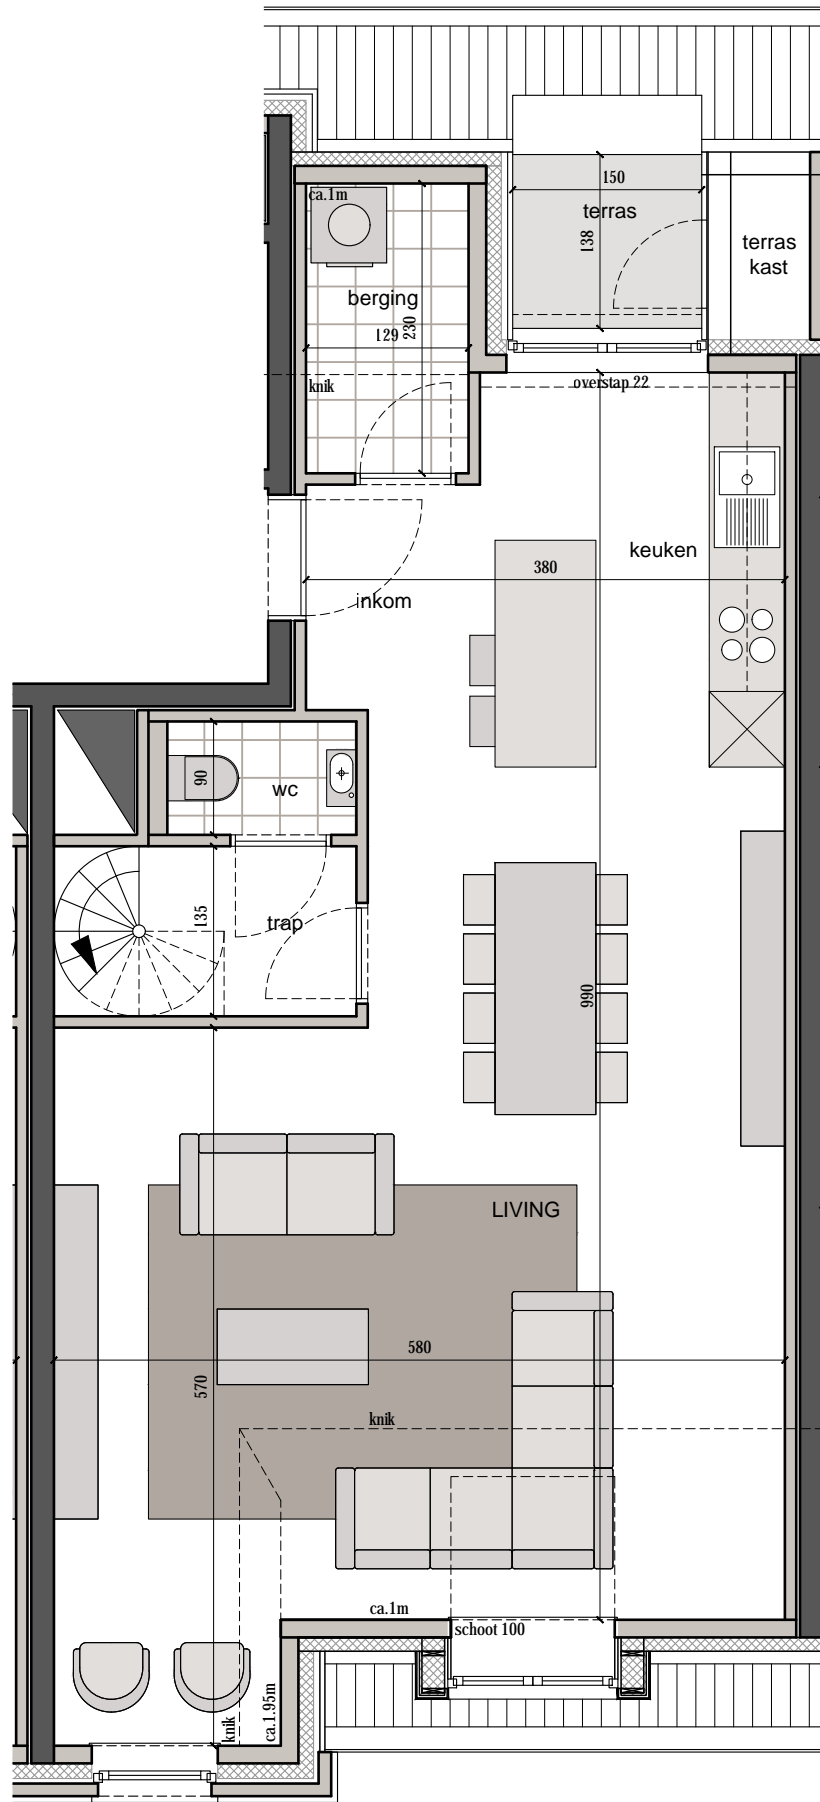 150
ca.1m
terras
138
terras
kast
berging
230
129
overstap 22
knik
keuken
380
inkom
90
wc
135
trap
990
LIVING
580
570
knik
ca.1m
schoot 100
ca.1.95m
knik